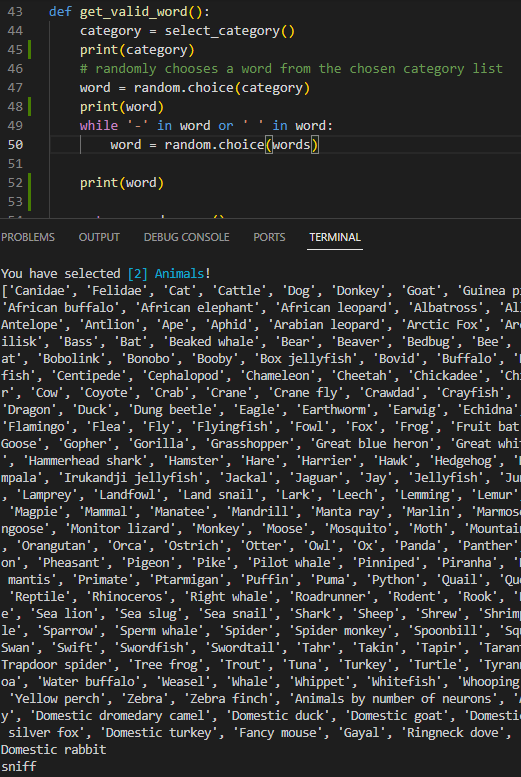 43 def get_valid_word():
44 category = select_category()
45 print(category)
46 # randomly chooses a word from the chosen category list
47 word = random.choice(category)
48 print(word)
49 while '-' in word or ' ' in word:
50 word = random.choice(words)
51
52 print(word)
53
PROBLEMS OUTPUT DEBUG CONSOLE PORTS TERMINAL
You have selected [2] Animals!
['Canidae', 'Felidae', 'Cat', 'Cattle', 'Dog', 'Donkey', 'Goat', 'Guinea p
'African buffalo', 'African elephant', 'African leopard', 'Albatross', 'Al
Antelope', 'Antlion', 'Ape', 'Aphid', 'Arabian leopard', 'Arctic Fox', 'Ar
ilisk', 'Bass', 'Bat', 'Beaked whale', 'Bear', 'Beaver', 'Bedbug', 'Bee',
at', 'Bobolink', 'Bonobo', 'Booby', 'Box jellyfish', 'Bovid', 'Buffalo', '
fish', 'Centipede', 'Cephalopod', 'Chameleon', 'Cheetah', 'Chickadee', 'Ch
r', 'Cow', 'Coyote', 'Crab', 'Crane', 'Crane fly', 'Crawdad', 'Crayfish',
'Dragon', 'Duck', 'Dung beetle', 'Eagle', 'Earthworm', 'Earwig', 'Echidna'
'Flamingo', 'Flea', 'Fly', 'Flyingfish', 'Fowl', 'Fox', 'Frog', 'Fruit bat
Goose', 'Gopher', 'Gorilla', 'Grasshopper', 'Great blue heron', 'Great whi
', 'Hammerhead shark', 'Hamster', 'Hare', 'Harrier', 'Hawk', 'Hedgehog', '
mpala', 'Irukandji jellyfish', 'Jackal', 'Jaguar', 'Jay', 'Jellyfish', 'Ju
, 'Lamprey', 'Landfowl', 'Land snail', 'Lark', 'Leech', 'Lemming', 'Lemur'
'Magpie', 'Mammal', 'Manatee', 'Mandrill', 'Manta ray', 'Marlin', 'Marmos
ngoose', 'Monitor lizard', 'Monkey', 'Moose', 'Mosquito', 'Moth', 'Mountai
, 'Orangutan', 'Orca', 'Ostrich', 'Otter', 'Owl', 'Ox', 'Panda', 'Panther'
on', 'Pheasant', 'Pigeon', 'Pike', 'Pilot whale', 'Pinniped', 'Piranha', '
mantis', 'Primate', 'Ptarmigan', 'Puffin', 'Puma', 'Python', 'Quail', 'Qu
'Reptile', 'Rhinoceros', 'Right whale', 'Roadrunner', 'Rodent', 'Rook', '
e', 'Sea lion', 'Sea slug', 'Sea snail', 'Shark', 'Sheep', 'Shrew', 'Shrim
le', 'Sparrow', 'Sperm whale', 'Spider', 'Spider monkey', 'Spoonbill', 'Sq
Swan', 'Swift', 'Swordfish', 'Swordtail', 'Tahr', 'Takin', 'Tapir', 'Taran
Trapdoor spider', 'Tree frog', 'Trout', 'Tuna', 'Turkey', 'Turtle', 'Tyran
oa', 'Water buffalo', 'Weasel', 'Whale', 'Whippet', 'Whitefish', 'Whooping
'Yellow perch', 'Zebra', 'Zebra finch', 'Animals by number of neurons', 'A
y', 'Domestic dromedary camel', 'Domestic duck', 'Domestic goat', 'Domesti
silver fox', 'Domestic turkey', 'Fancy mouse', 'Gayal', 'Ringneck dove',
Domestic rabbit
sniff